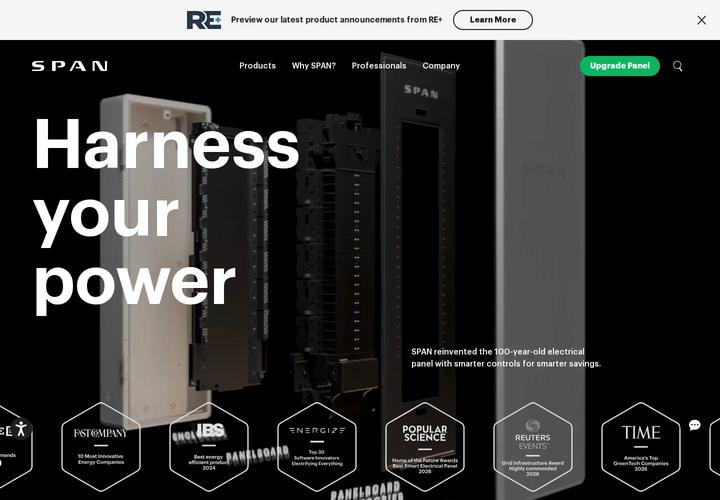 RE+
Preview our latest product announcements from RE+
Learn More
SPAN
Products
Why SPAN?
Professionals
Company
Upgrade Panel
SPAN
Harness
your
power
SPAN reinvented the 100-year-old electrical
panel with smarter controls for smarter savings.
FAST COMPANY
10 Most Innovative
Energy Companies
IBS
Best energy
efficient product
2024
PANELBOARD
ENERGIZE
Top 30
Software Innovators
Electrifying Everything
POPULAR
SCIENCE
Home of the Future Awards
Best Smart Electrical Panel
2026
REUTERS
EVENTS
Grid Infrastructure Award
Highly commended
2026
TIME
America's Top
GreenTech Companies
2026
PANELBOARD